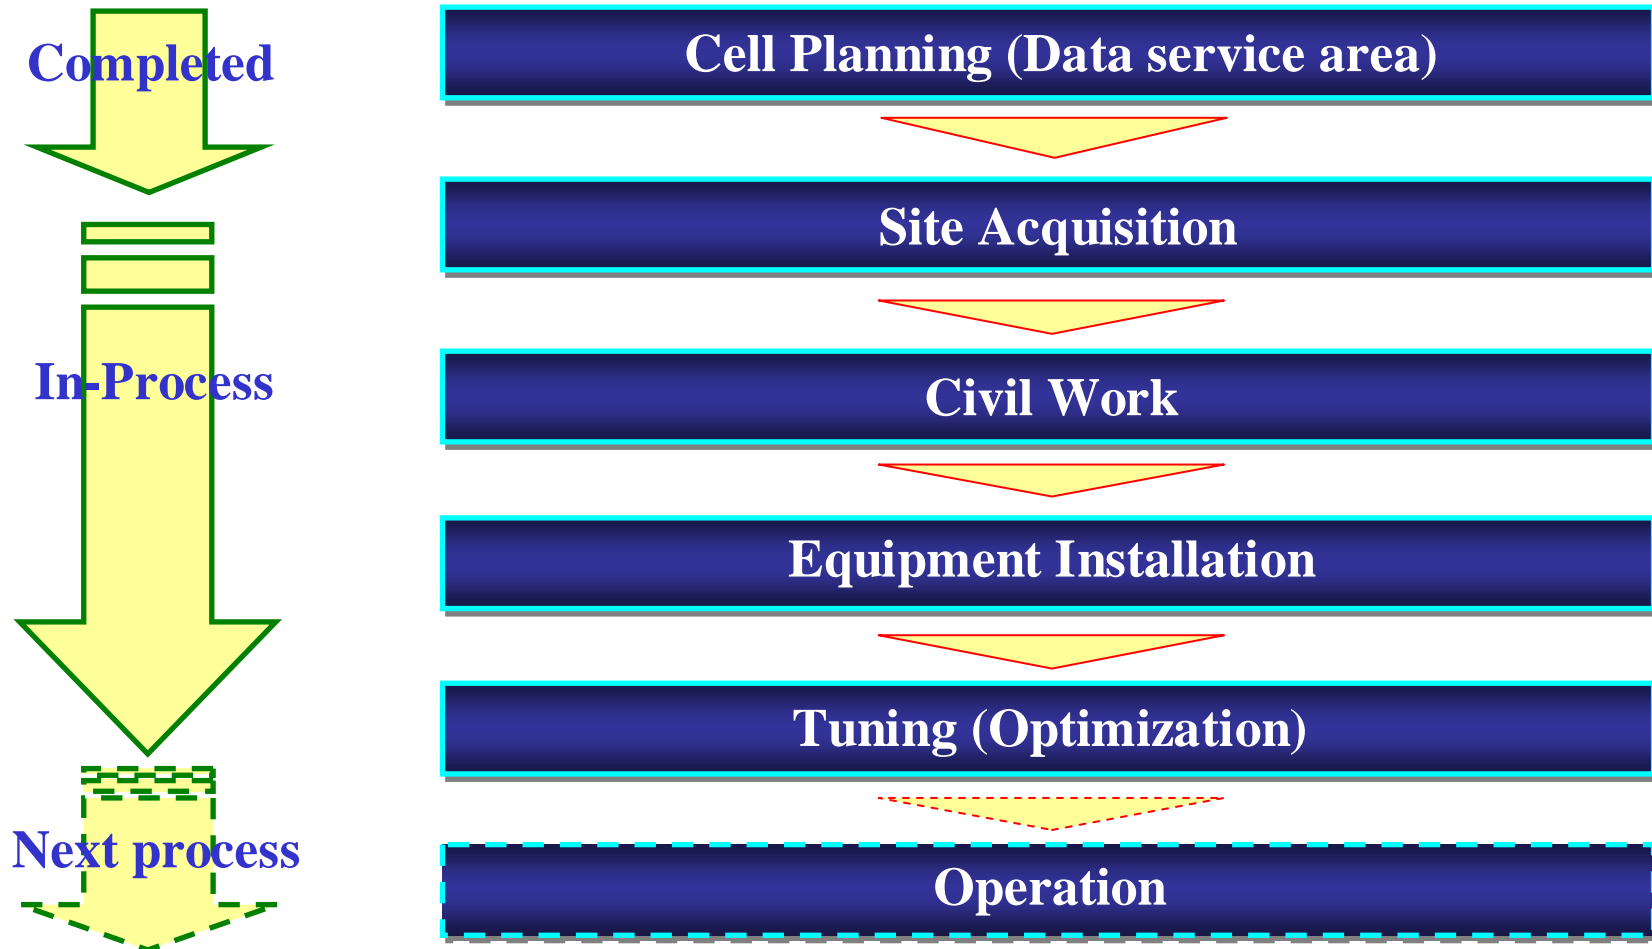 Completed
Cell Planning (Data service area)
Site Acquisition
In-Process
Civil Work
Equipment Installation
Tuning (Optimization)
Next process
Operation